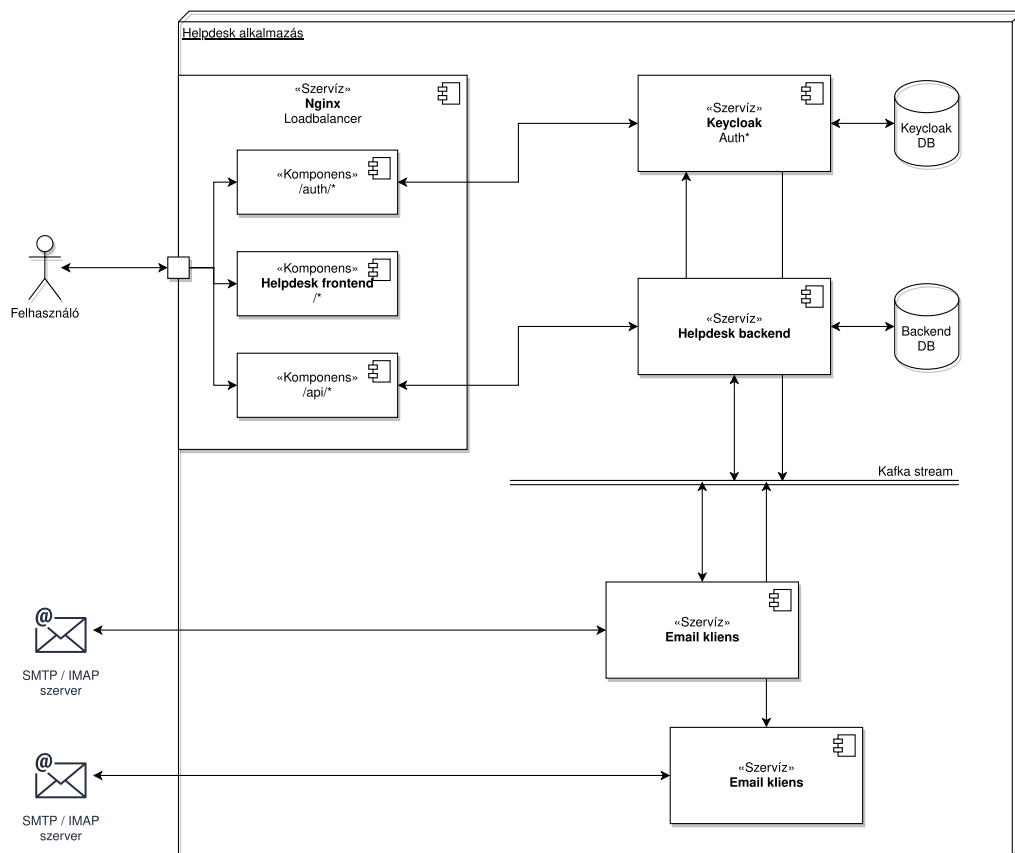 Helpdesk alkalmazás
«Szervíz»
Nginx
Loadbalancer
«Komponens»
/auth/*
«Komponens»
Helpdesk frontend
/*
«Komponens»
/api/*
Felhasználó
«Szervíz»
Keycloak
Auth*
Keycloak
DB
«Szervíz»
Helpdesk backend
Backend
DB
Kafka stream
«Szervíz»
Email kliens
@
SMTP / IMAP
szerver
«Szervíz»
Email kliens
@
SMTP / IMAP
szerver